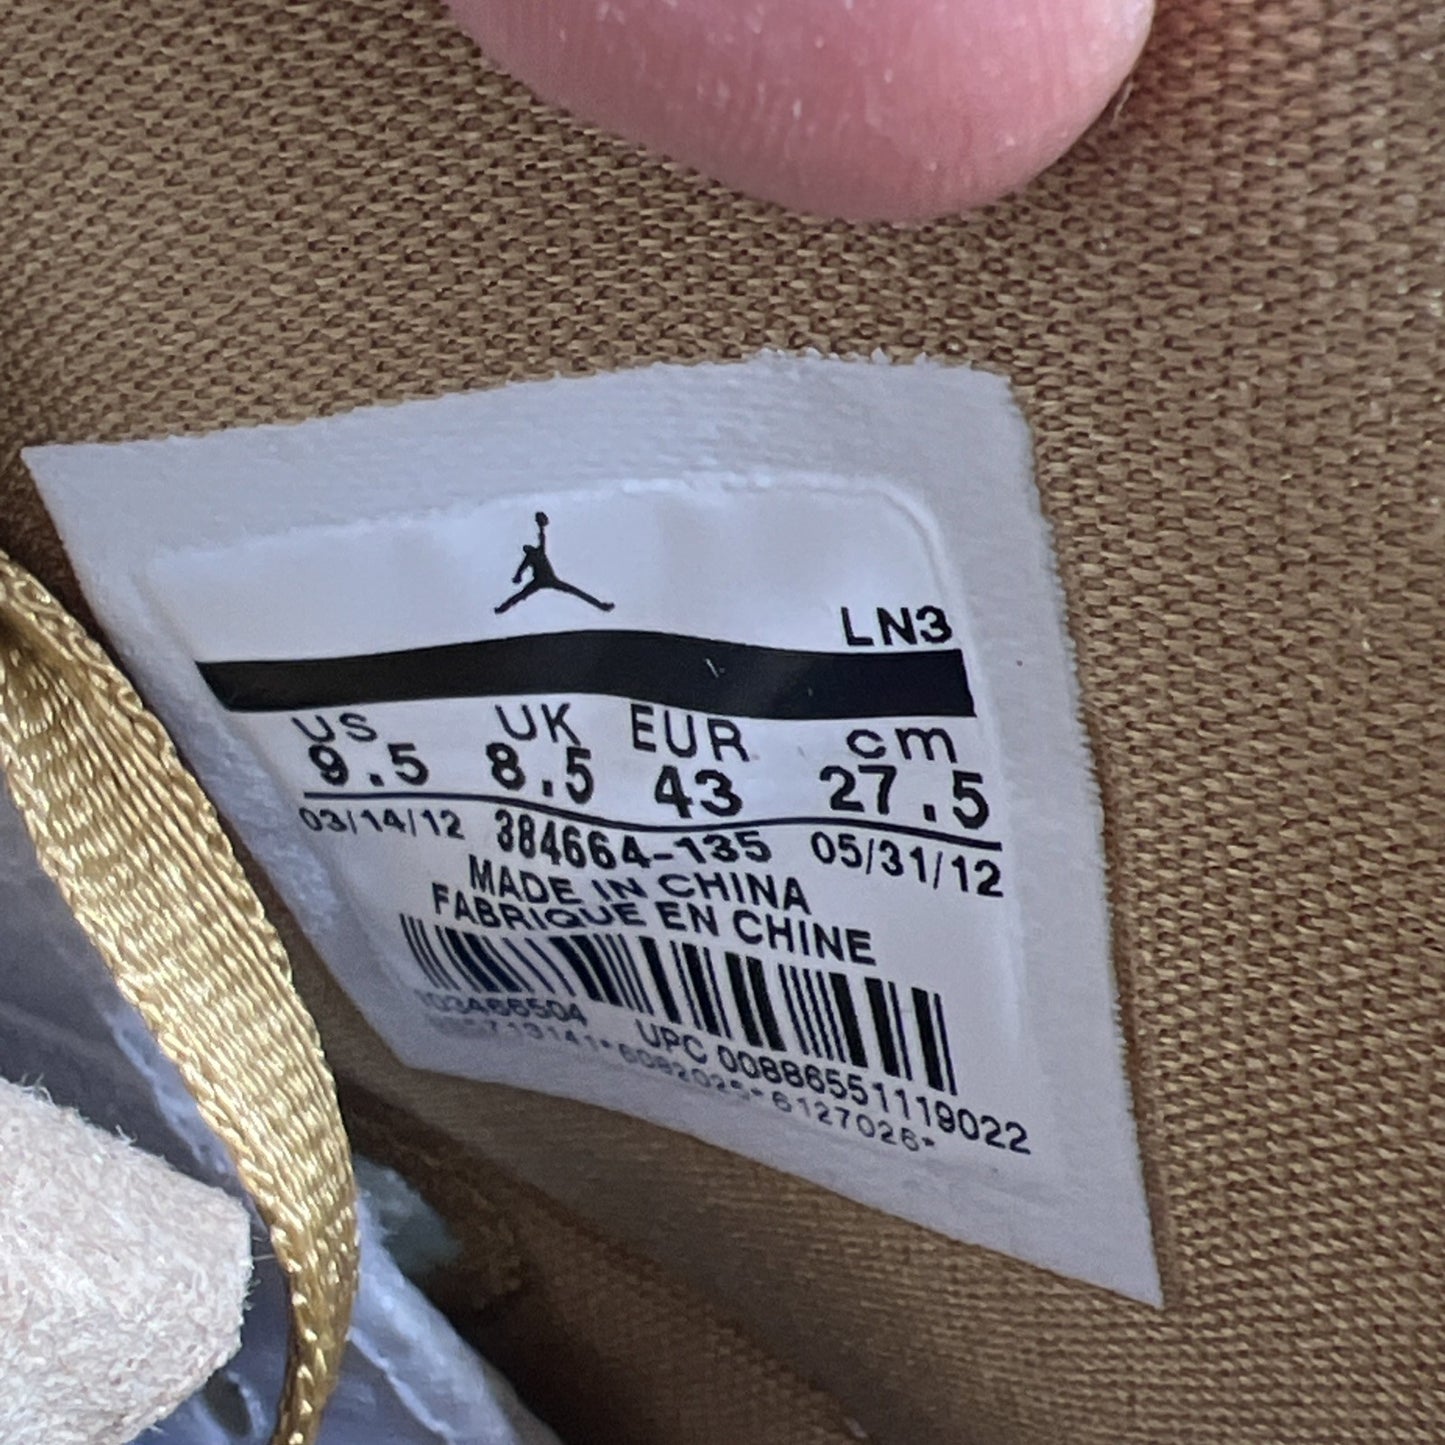 LN3
US UK EUR cm
9.5 8.5 43 27.5
03/14/12 384664-135 05/31/12
MADE IN CHINA
FABRIQUE EN CHINE
UPC 00886551119022